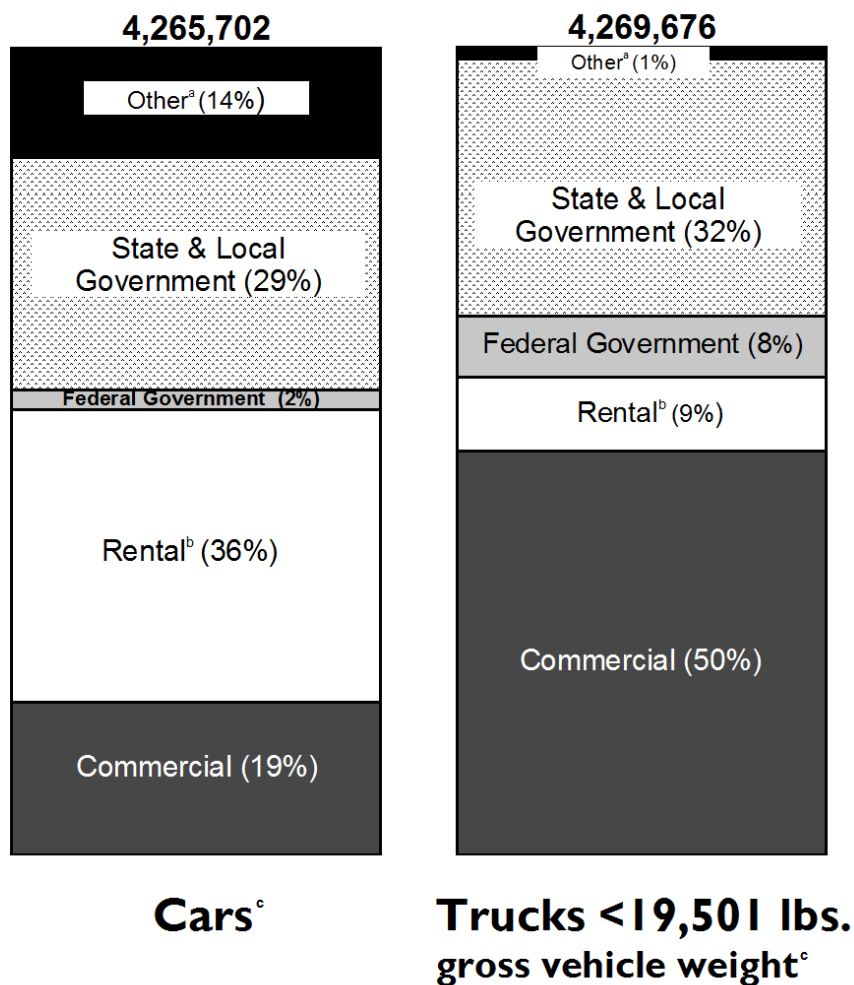 4,265,702
Other^a (14%)
State & Local
Government (29%)
Federal Government (2%)
Rental^b (36%)
Commercial (19%)
Cars^c
4,269,676
Other^a (1%)
State & Local
Government (32%)
Federal Government (8%)
Rental^b (9%)
Commercial (50%)
Trucks <19,501 lbs.
gross vehicle weight^c